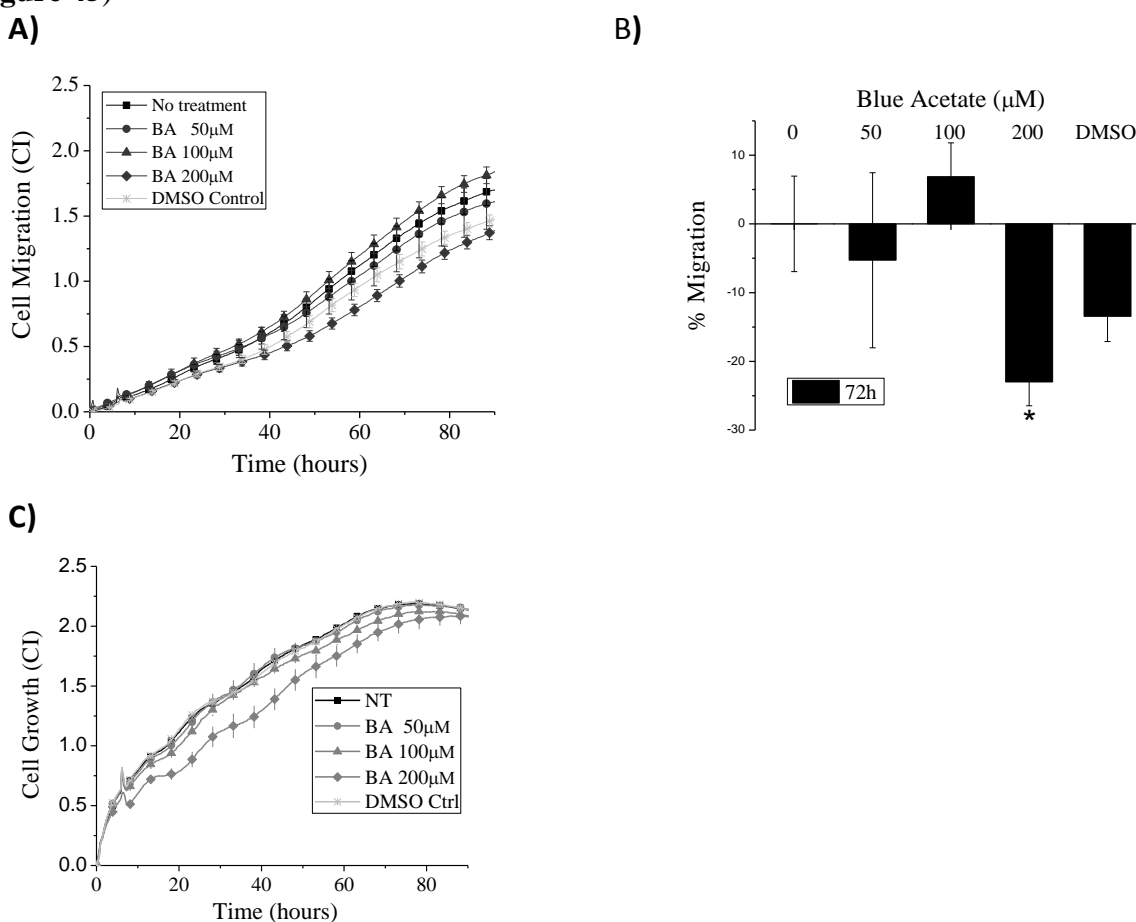 A)
B)
2.5
2.0
1.5
1.0
0.5
0.0
Cell Migration (CI)
No treatment
BA 50μM
BA 100μM
BA 200μM
DMSO Control
0 20 40 60 80
Time (hours)
Blue Acetate (μM)
0 50 100 200 DMSO
10
0
-10
-20
-30
% Migration
72h
*
C)
2.5
2.0
1.5
1.0
0.5
0.0
Cell Growth (CI)
NT
BA 50μM
BA 100μM
BA 200μM
DMSO Ctrl
0 20 40 60 80
Time (hours)